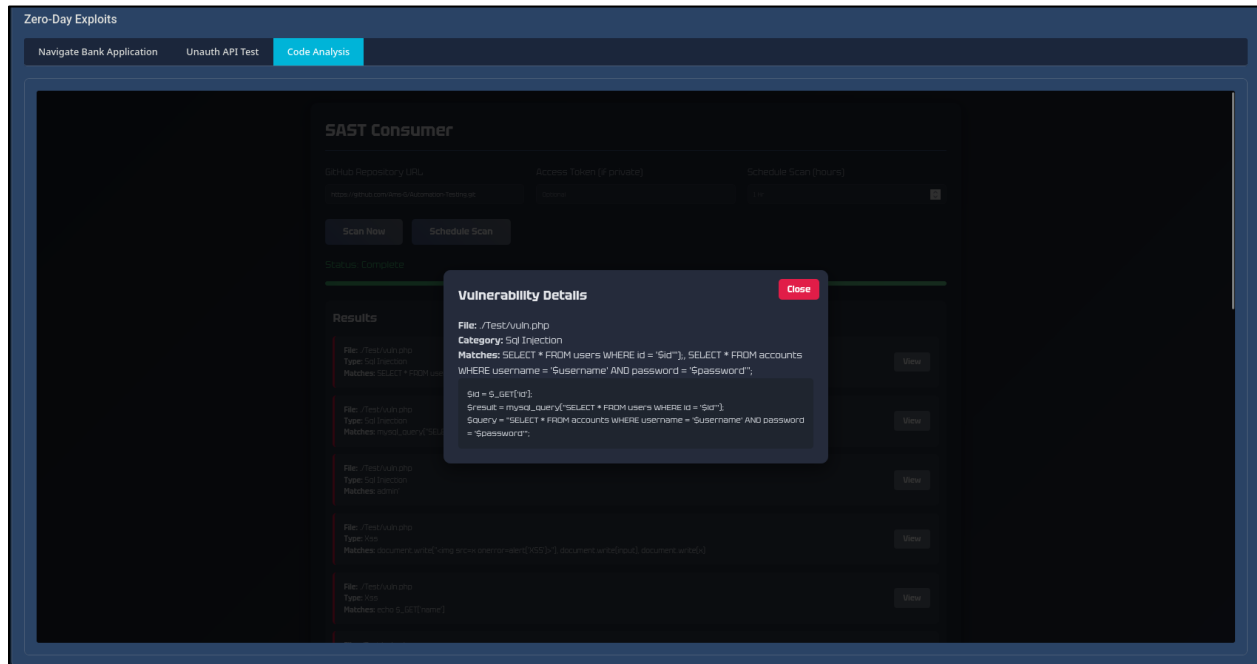 Zero-Day Exploits
Navigate Bank Application Unauth API Test Code Analysis
SAST Consumer
GitHub Repository URL Access Token (if private) Schedule Scan (hours)
Scan Now Schedule Scan
Status: Complete
Close
Vulnerability Details
File: ./Test/vuln.php
Category: Sql Injection
Matches: SELECT * FROM users WHERE id = '$id'");, SELECT * FROM accounts
WHERE username = '$username' AND password = '$password'";
$id = $_GET['id'];
$result = mysql_query("SELECT * FROM users WHERE id = '$id'");
$query = "SELECT * FROM accounts WHERE username = '$username' AND password
= '$password'";
Results
File: ./Test/vuln.php
Type: Sql Injection
Matches: SELECT * FROM
View
File: ./Test/vuln.php
Type: Sql Injection
Matches: mysql_query("SEL
View
File: ./Test/vuln.php
Type: Sql Injection
Matches: admin'
View
File: ./Test/vuln.php
Type: Xss
Matches: document.write("<img src=x onerror=alert('XSS')>"), document.write(input), document.write(x)
View
File: ./Test/vuln.php
Type: Xss
Matches: echo $_GET['name']
View